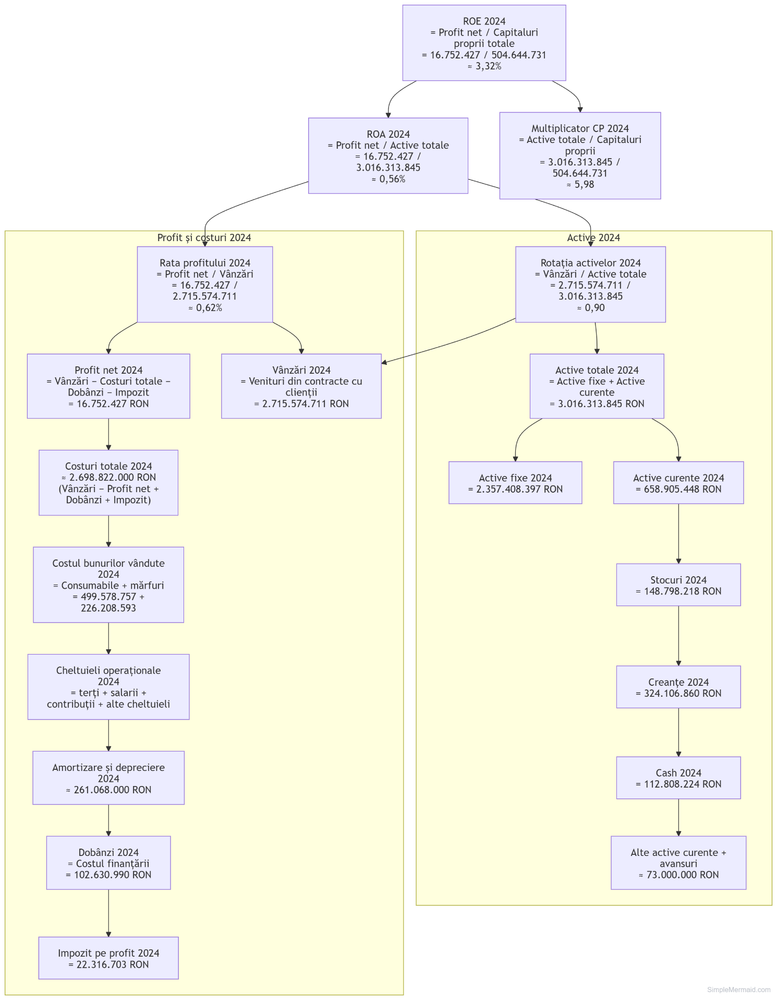 ROE 2024
= Profit net / Capitaluri
proprii totale
= 16.752.427 / 504.644.731
≈ 3,32%
ROA 2024
= Profit net / Active totale
= 16.752.427 /
3.016.313.845
≈ 0,56%
Multiplicator CP 2024
= Active totale / Capitaluri
proprii
= 3.016.313.845 /
504.644.731
≈ 5,98
Profit și costuri 2024
Rata profitului 2024
= Profit net / Vânzări
= 16.752.427 /
2.715.574.711
≈ 0,62%
Profit net 2024
= Vânzări − Costuri totale −
Dobânzi − Impozit
= 16.752.427 RON
Vânzări 2024
= Venituri din contracte cu
clienții
= 2.715.574.711 RON
Costuri totale 2024
≈ 2.698.822.000 RON
(Vânzări − Profit net +
Dobânzi + Impozit)
Costul bunurilor vândute
2024
= Consumabile + mărfuri
= 499.578.757 +
226.208.593
Cheltuieli operaționale
2024
= terți + salarii +
contribuții + alte cheltuieli
Amortizare și depreciere
2024
≈ 261.068.000 RON
Dobânzi 2024
= Costul finanțării
= 102.630.990 RON
Impozit pe profit 2024
= 22.316.703 RON
Active 2024
Rotația activelor 2024
= Vânzări / Active totale
= 2.715.574.711 /
3.016.313.845
≈ 0,90
Active totale 2024
= Active fixe + Active
curente
= 3.016.313.845 RON
Active fixe 2024
= 2.357.408.397 RON
Active curente 2024
= 658.905.448 RON
Stocuri 2024
= 148.798.218 RON
Creanțe 2024
= 324.106.860 RON
Cash 2024
= 112.808.224 RON
Alte active curente +
avansuri
≈ 73.000.000 RON
SimpleMermaid.com